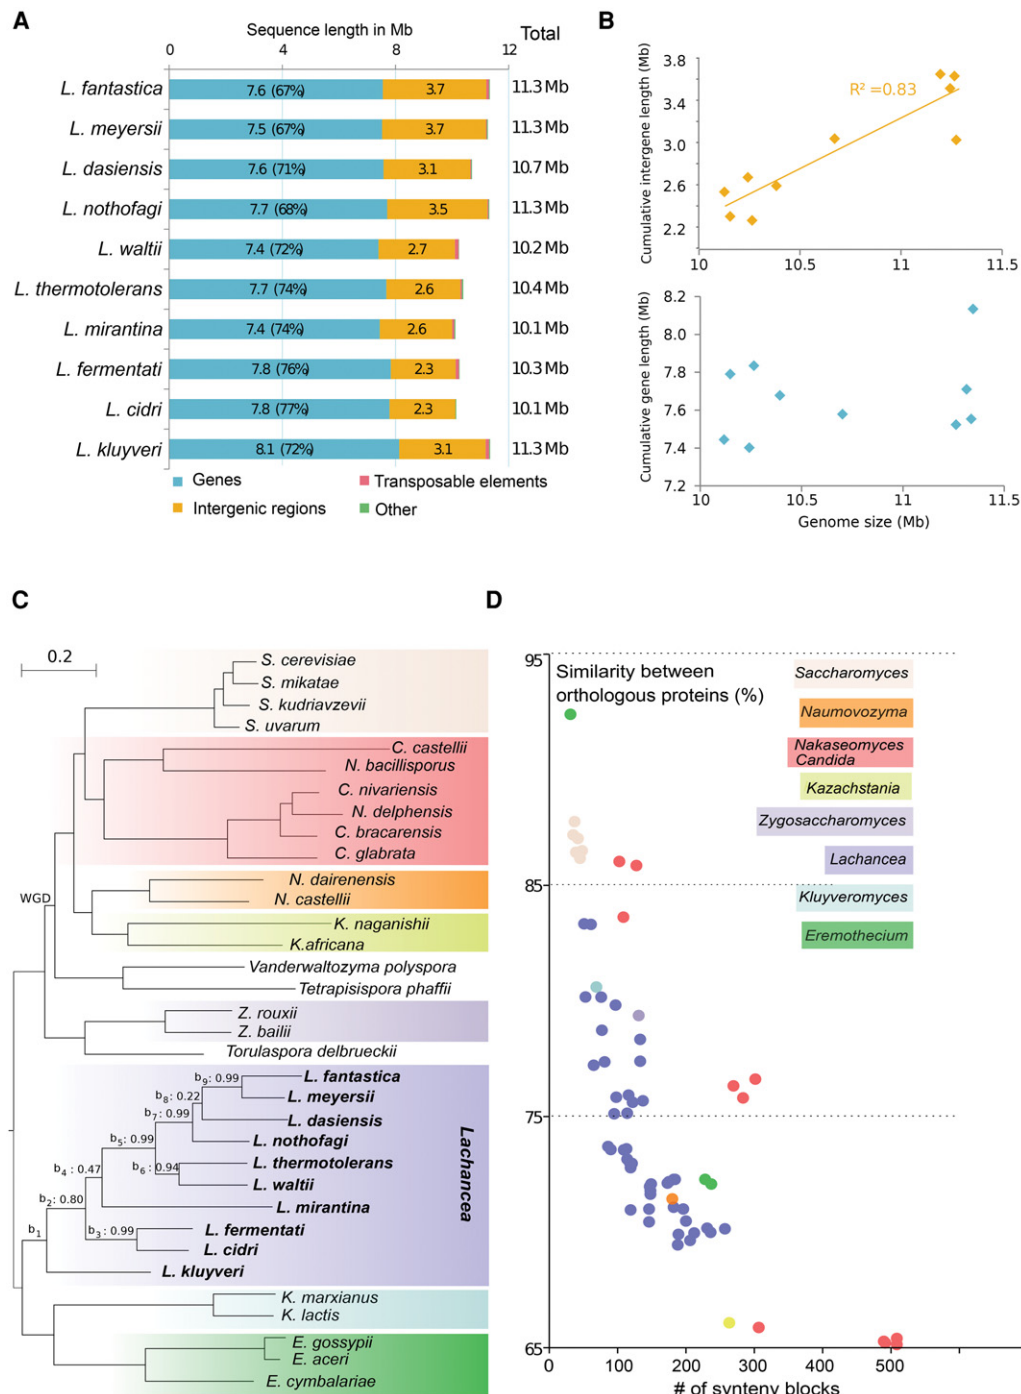 A
Sequence length in Mb
Total
0 4 8 12
L. fantastica 7.6 (67%) 3.7 11.3 Mb
L. meyersii 7.5 (67%) 3.7 11.3 Mb
L. dasiensis 7.6 (71%) 3.1 10.7 Mb
L. nothofagi 7.7 (68%) 3.5 11.3 Mb
L. waltii 7.4 (72%) 2.7 10.2 Mb
L. thermotolerans 7.7 (74%) 2.6 10.4 Mb
L. mirantina 7.4 (74%) 2.6 10.1 Mb
L. fermentati 7.8 (76%) 2.3 10.3 Mb
L. cidri 7.8 (77%) 2.3 10.1 Mb
L. kluyveri 8.1 (72%) 3.1 11.3 Mb
Genes
Transposable elements
Intergenic regions
Other
B
Cumulative intergene length (Mb)
3.8
3.4
3.0
2.6
2.2
R² =0.83
10 10.5 11 11.5
Cumulative gene length (Mb)
8.2
8.0
7.8
7.6
7.4
7.2
10 10.5 11 11.5
Genome size (Mb)
C
0.2
S. cerevisiae
S. mikatae
S. kudriavzevii
S. uvarum
C. castellii
N. bacillisporus
C. nivariensis
N. delphensis
C. bracarensis
C. glabrata
WGD
N. dairenensis
N. castellii
K. naganishii
K.africana
Vanderwaltozyma polyspora
Tetrapisispora phaffii
Z. rouxii
Z. bailii
Torulaspora delbrueckii
b9: 0.99
L. fantastica
b8: 0.22
L. meyersii
b7: 0.99
L. dasiensis
b5: 0.99
L. nothofagi
b4: 0.47
b6: 0.94
L. thermotolerans
L. waltii
b2: 0.80
L. mirantina
b1
b3: 0.99
L. fermentati
L. cidri
L. kluyveri
Lachancea
K. marxianus
K. lactis
E. gossypii
E. aceri
E. cymbalariae
D
95
Similarity between
orthologous proteins (%)
Saccharomyces
Naumovozyma
Nakaseomyces
Candida
Kazachstania
Zygosaccharomyces
Lachancea
85
Kluyveromyces
Eremothecium
75
65
0 100 200 300 400 500
# of synteny blocks